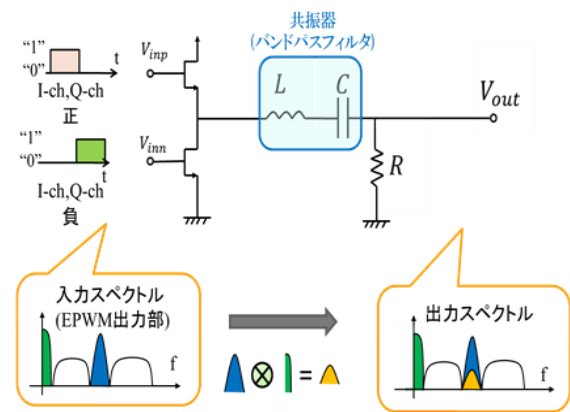 共振器
(バンドパスフィルタ)
"1"
"0"
t
I-ch,Q-ch
正
V_inp
L
C
V_out
"1"
"0"
t
I-ch,Q-ch
負
V_inn
R
入力スペクトル
(EPWM出力部)
f
=
出力スペクトル
f